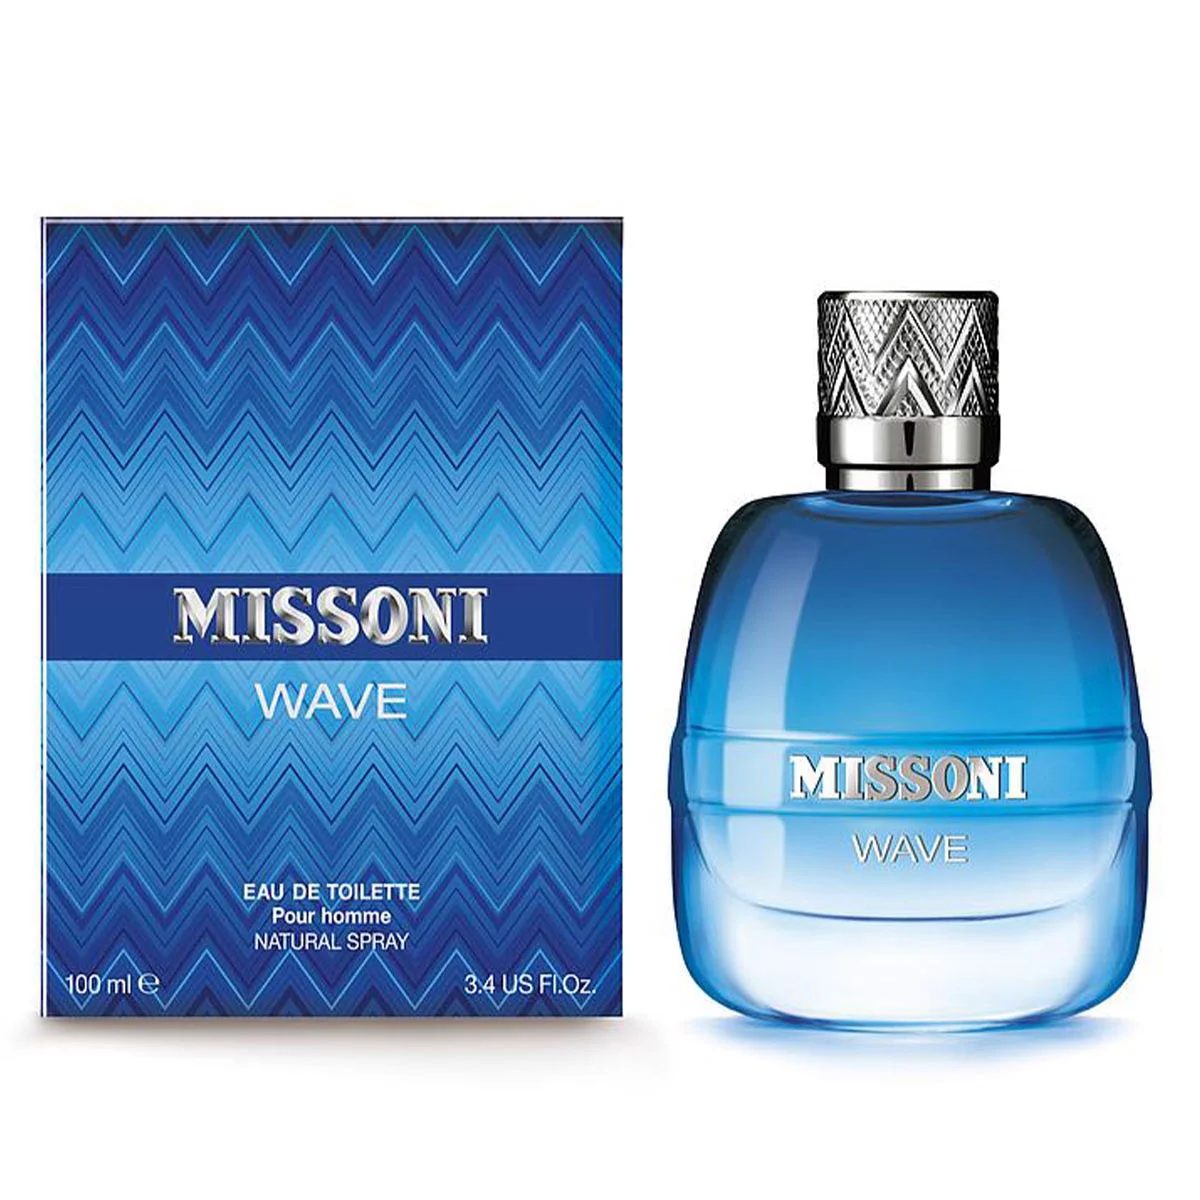 MISSONI
WAVE
EAU DE TOILETTE
Pour homme
NATURAL SPRAY
100 ml ℮
3.4 US Fl.Oz.
MISSONI
WAVE